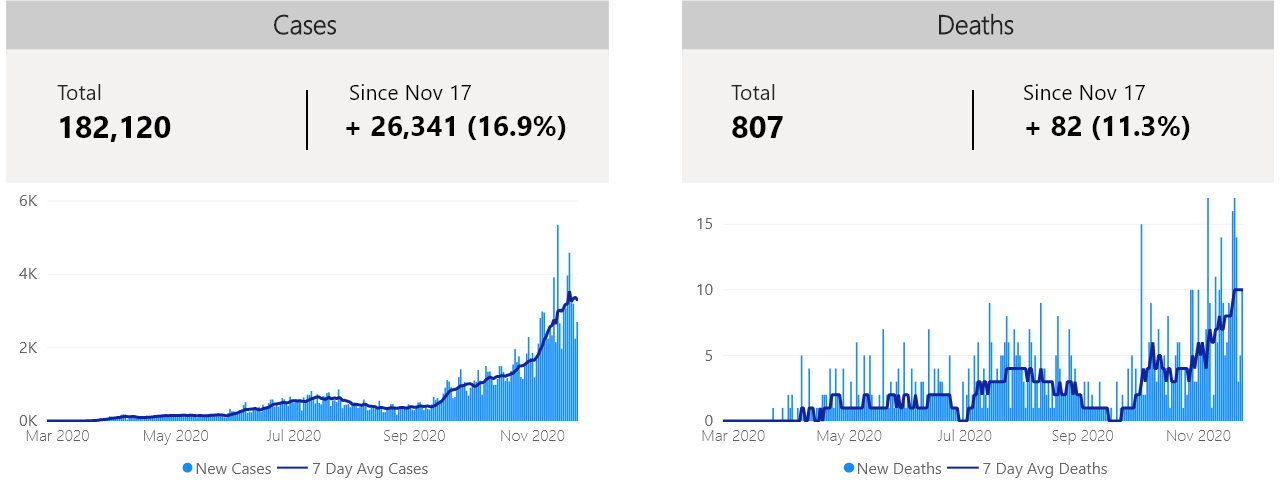 Cases
Total
182,120
Since Nov 17
+ 26,341 (16.9%)
6K
4K
2K
0K
Mar 2020 May 2020 Jul 2020 Sep 2020 Nov 2020
New Cases 7 Day Avg Cases
Deaths
Total
807
Since Nov 17
+ 82 (11.3%)
15
10
5
0
Mar 2020 May 2020 Jul 2020 Sep 2020 Nov 2020
New Deaths 7 Day Avg Deaths